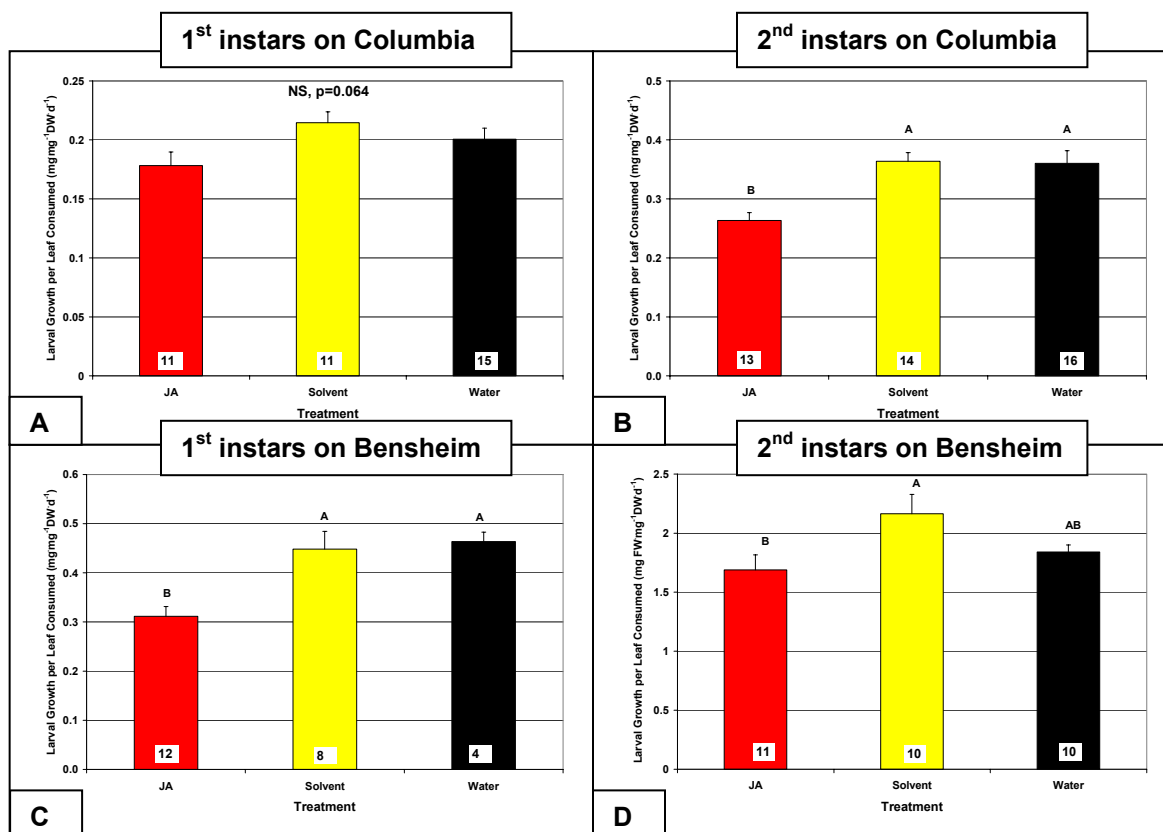 1st instars on Columbia
Larval Growth per Leaf Consumed (mg mg-1DW d-1)
0.25
0.2
0.15
0.1
0.05
0
NS, p=0.064
11
11
15
JA
Solvent
Water
Treatment
A
2nd instars on Columbia
Larval Growth per Leaf Consumed (mg mg-1DW d-1)
0.5
0.4
0.3
0.2
0.1
0.0
B
A
A
13
14
16
JA
Solvent
Water
Treatment
B
1st instars on Bensheim
Larval Growth per Leaf Consumed (mg mg-1DW d-1)
0.6
0.5
0.4
0.3
0.2
0.1
0.0
B
A
A
12
8
4
JA
Solvent
Water
Treatment
C
2nd instars on Bensheim
Larval Growth per Leaf Consumed (mg FW mg-1DW d-1)
2.5
2
1.5
1
0.5
0
B
A
AB
11
10
10
JA
Solvent
Water
Treatment
D